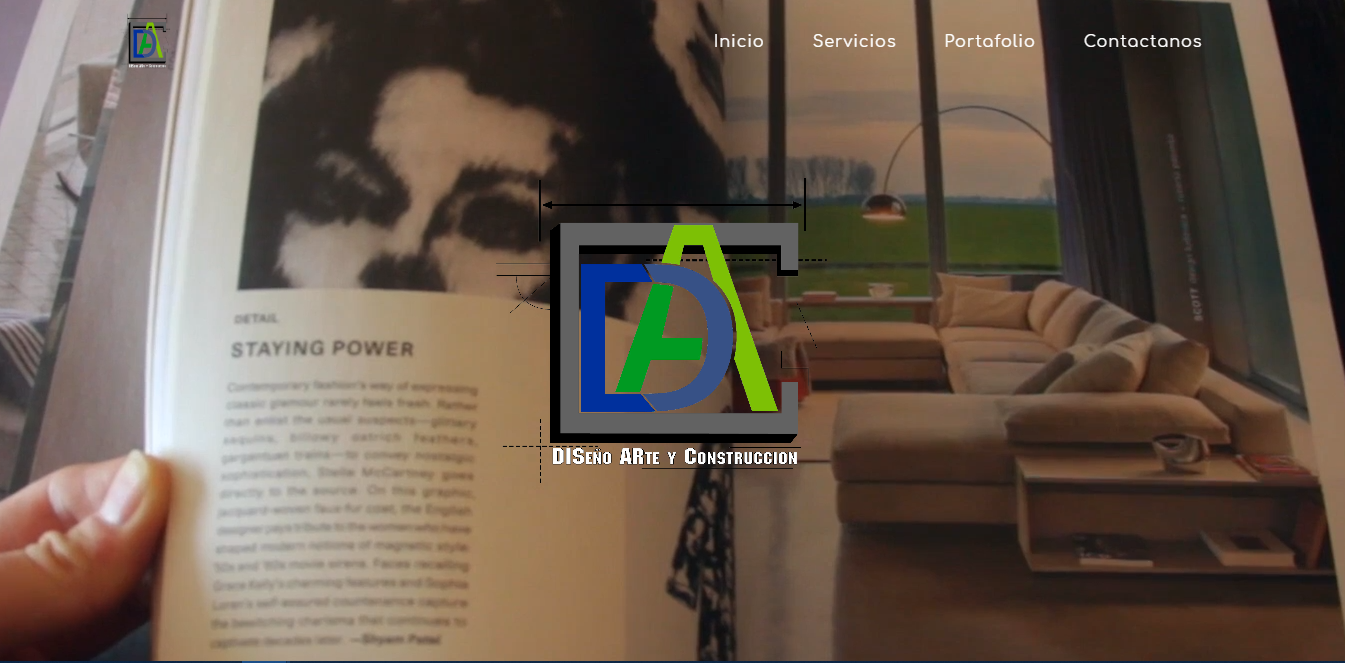 Inicio Servicios Portafolio Contactanos
DETAIL
STAYING POWER
Contemporary fashion's way of expressing
classic glamour rarely feels fresh. Rather
than enlist the usual suspects—glittery
sequins, billowy ostrich feathers,
gargantuan trains—to convey nostalgic
sophistication, Stella McCartney goes
directly to the source. On this graphic,
jacquard-woven faux-fur coat, the English
designer pays tribute to the women who have
shaped modern notions of magnetic style:
'50s and '60s movie sirens. Faces recalling
Grace Kelly's charming features and Sophia
Loren's self-assured countenance capture
the bewitching charisma that continues to
captivate decades later. —Shyam Patel
DA
DISEÑO ARTE Y CONSTRUCCION